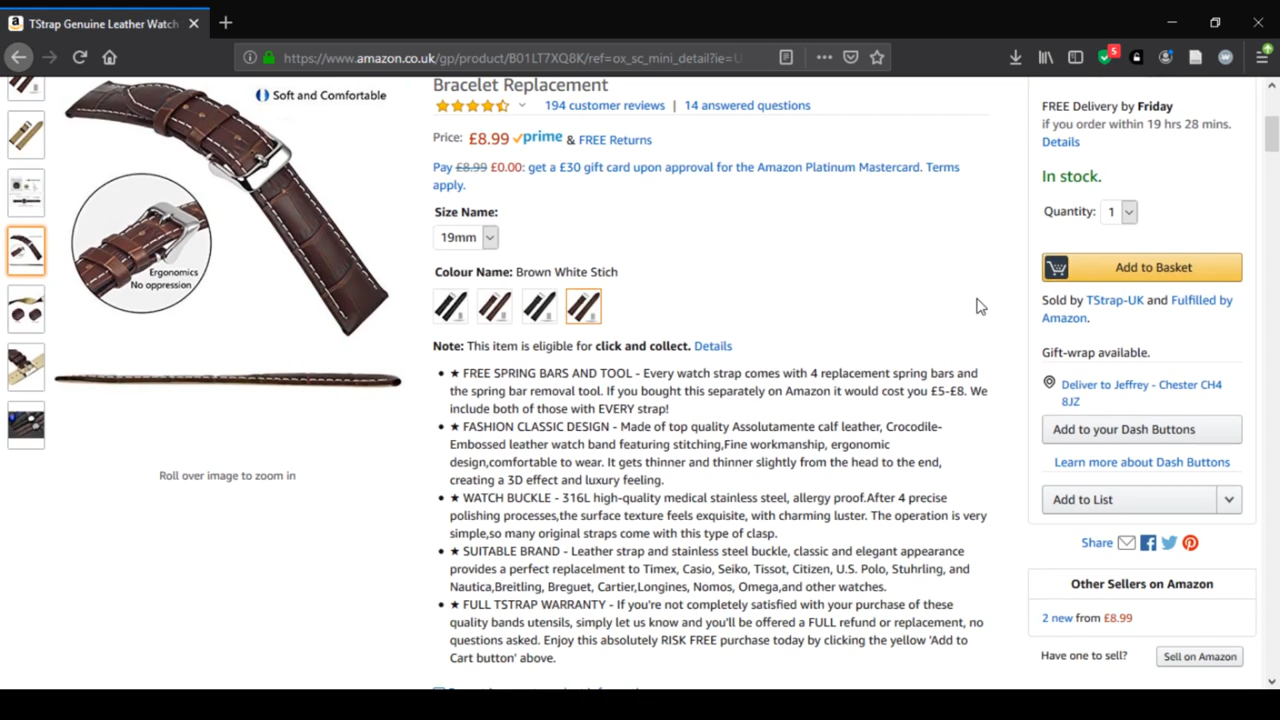 TStrap Genuine Leather Watch
https://www.amazon.co.uk/gp/product/B01LT7XQ8K/ref=ox_sc_mini_detail?ie=U
5
Soft and Comfortable
Ergonomics
No oppression
Roll over image to zoom in
Bracelet Replacement
194 customer reviews | 14 answered questions
Price: £8.99 prime & FREE Returns
Pay £8.99 £0.00: get a £30 gift card upon approval for the Amazon Platinum Mastercard. Terms
apply.
Size Name:
19mm
Colour Name: Brown White Stich
Note: This item is eligible for click and collect. Details
★ FREE SPRING BARS AND TOOL - Every watch strap comes with 4 replacement spring bars and
the spring bar removal tool. If you bought this separately on Amazon it would cost you £5-£8. We
include both of those with EVERY strap!
★ FASHION CLASSIC DESIGN - Made of top quality Assolutamente calf leather, Crocodile-
Embossed leather watch band featuring stitching,Fine workmanship, ergonomic
design,comfortable to wear. It gets thinner and thinner slightly from the head to the end,
creating a 3D effect and luxury feeling.
★ WATCH BUCKLE - 316L high-quality medical stainless steel, allergy proof.After 4 precise
polishing processes,the surface texture feels exquisite, with charming luster. The operation is very
simple,so many original straps come with this type of clasp.
★ SUITABLE BRAND - Leather strap and stainless steel buckle, classic and elegant appearance
provides a perfect replacelment to Timex, Casio, Seiko, Tissot, Citizen, U.S. Polo, Stuhrling, and
Nautica,Breitling, Breguet, Cartier,Longines, Nomos, Omega,and other watches.
★ FULL TSTRAP WARRANTY - If you're not completely satisfied with your purchase of these
quality bands utensils, simply let us know and you'll be offered a FULL refund or replacement, no
questions asked. Enjoy this absolutely RISK FREE purchase today by clicking the yellow 'Add to
Cart button' above.
FREE Delivery by Friday
if you order within 19 hrs 28 mins.
Details
In stock.
Quantity: 1
Add to Basket
Sold by TStrap-UK and Fulfilled by
Amazon.
Gift-wrap available.
Deliver to Jeffrey - Chester CH4
8JZ
Add to your Dash Buttons
Learn more about Dash Buttons
Add to List
Share
Other Sellers on Amazon
2 new from £8.99
Have one to sell? Sell on Amazon